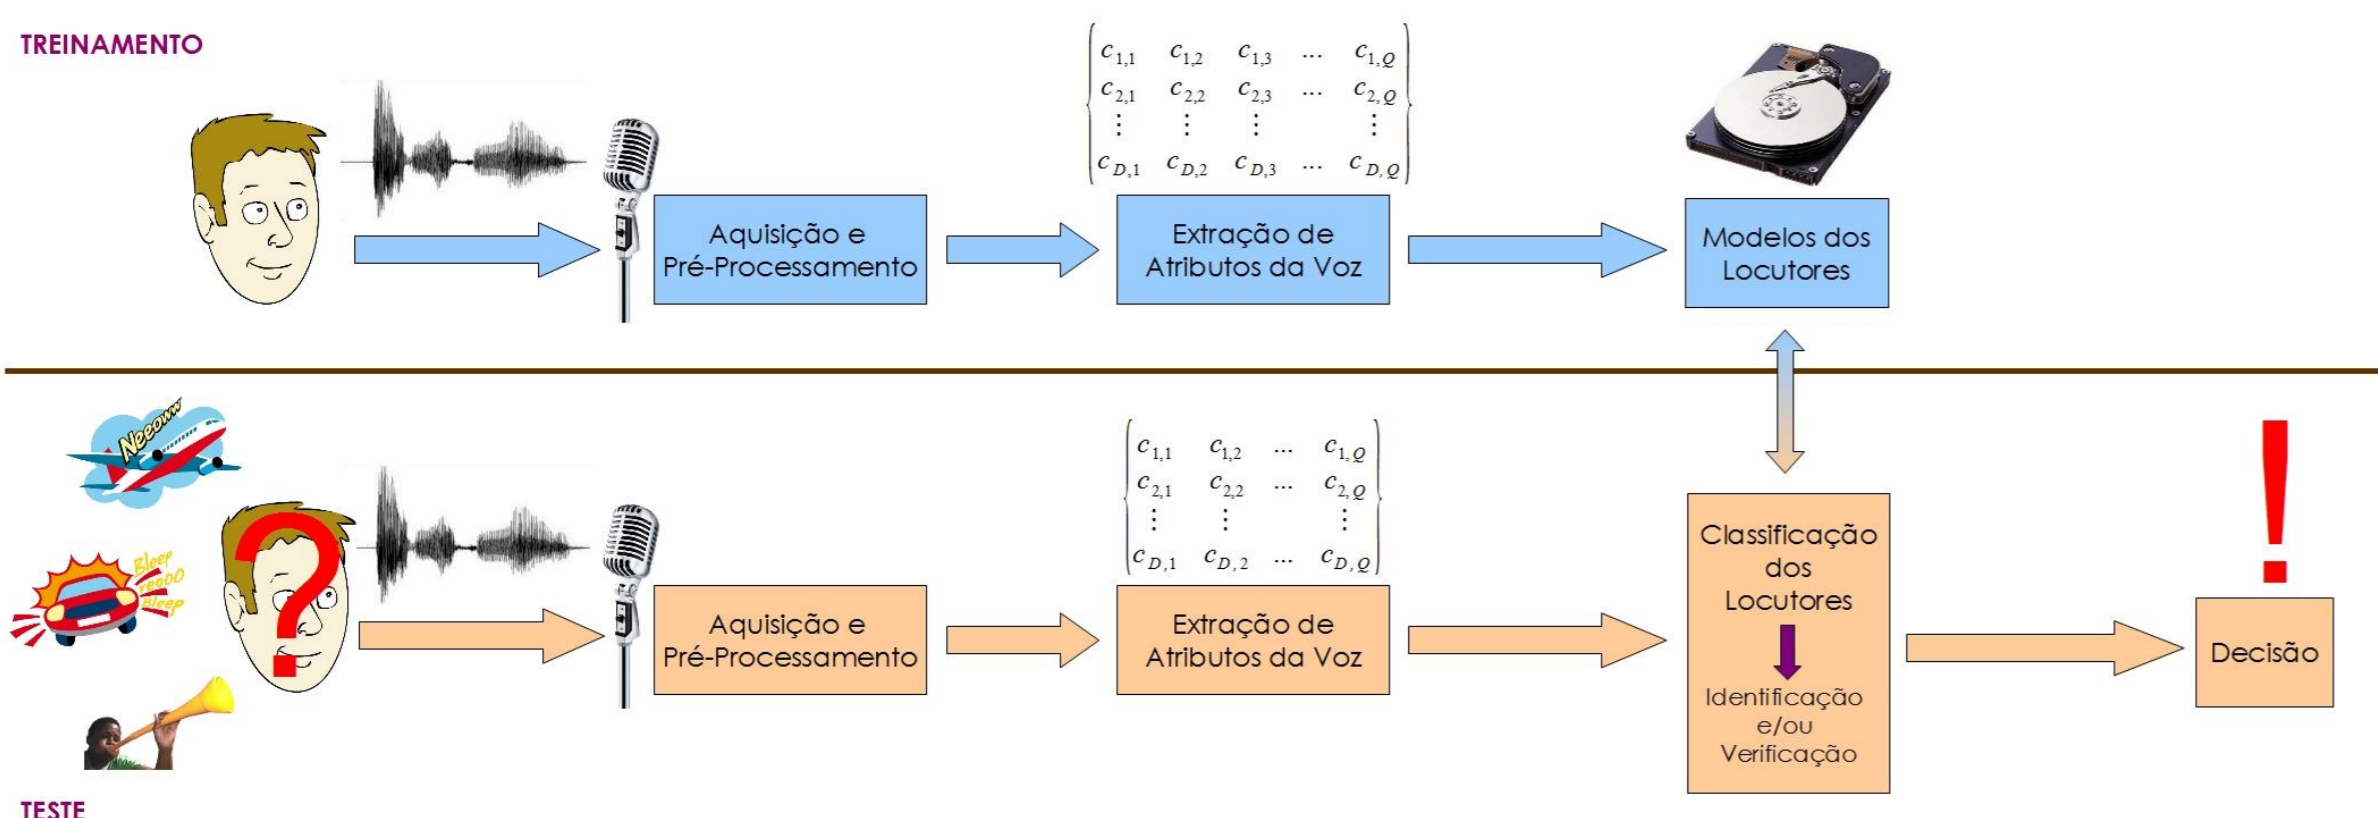 TREINAMENTO
c1,1 c1,2 c1,3 ... c1,Q
c2,1 c2,2 c2,3 ... c2,Q
⋮ ⋮ ⋮ ⋮
cD,1 cD,2 cD,3 ... cD,Q
Aquisição e
Pré-Processamento
Extração de
Atributos da Voz
Modelos dos
Locutores
Neeoww
c1,1 c1,2 ... c1,Q
c2,1 c2,2 ... c2,Q
⋮ ⋮ ⋮
cD,1 cD,2 ... cD,Q
!
Bleep
Bleep
?
Aquisição e
Pré-Processamento
Extração de
Atributos da Voz
Classificação
dos
Locutores
Identificação
e/ou
Verificação
Decisão
TESTE